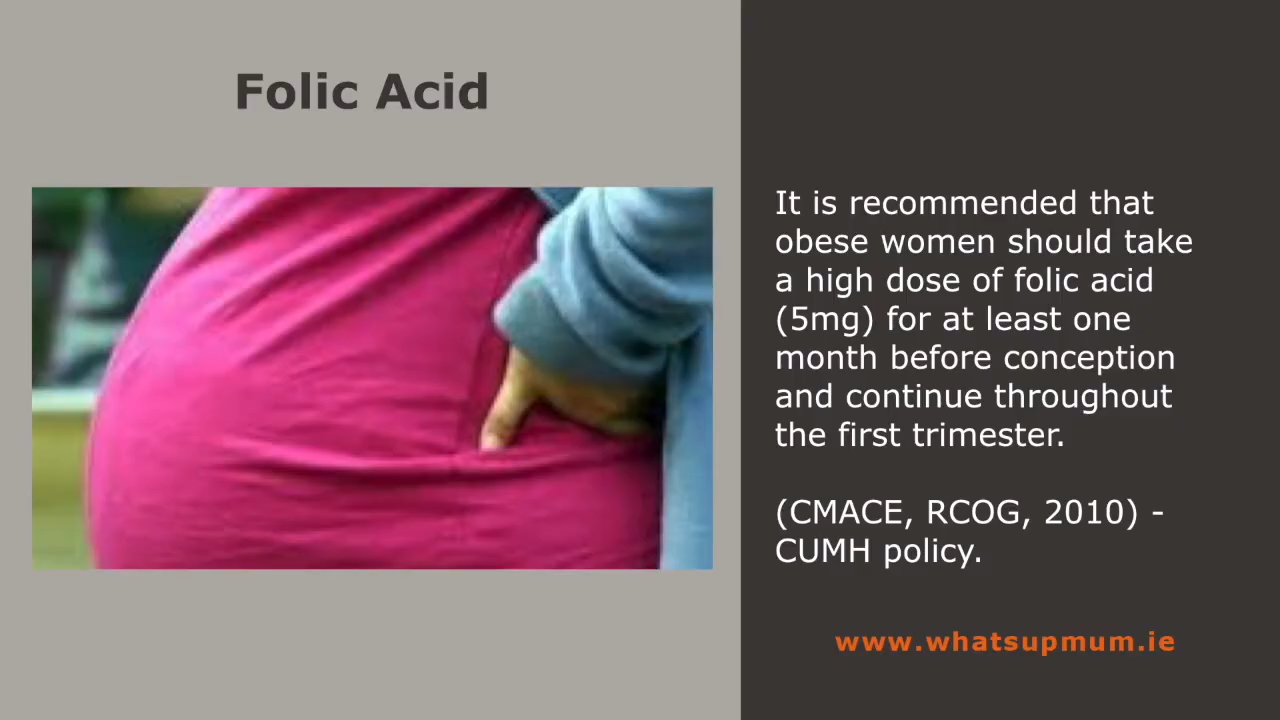 Folic Acid
It is recommended that
obese women should take
a high dose of folic acid
(5mg) for at least one
month before conception
and continue throughout
the first trimester.
(CMACE, RCOG, 2010) -
CUMH policy.
www.whatsupmum.ie